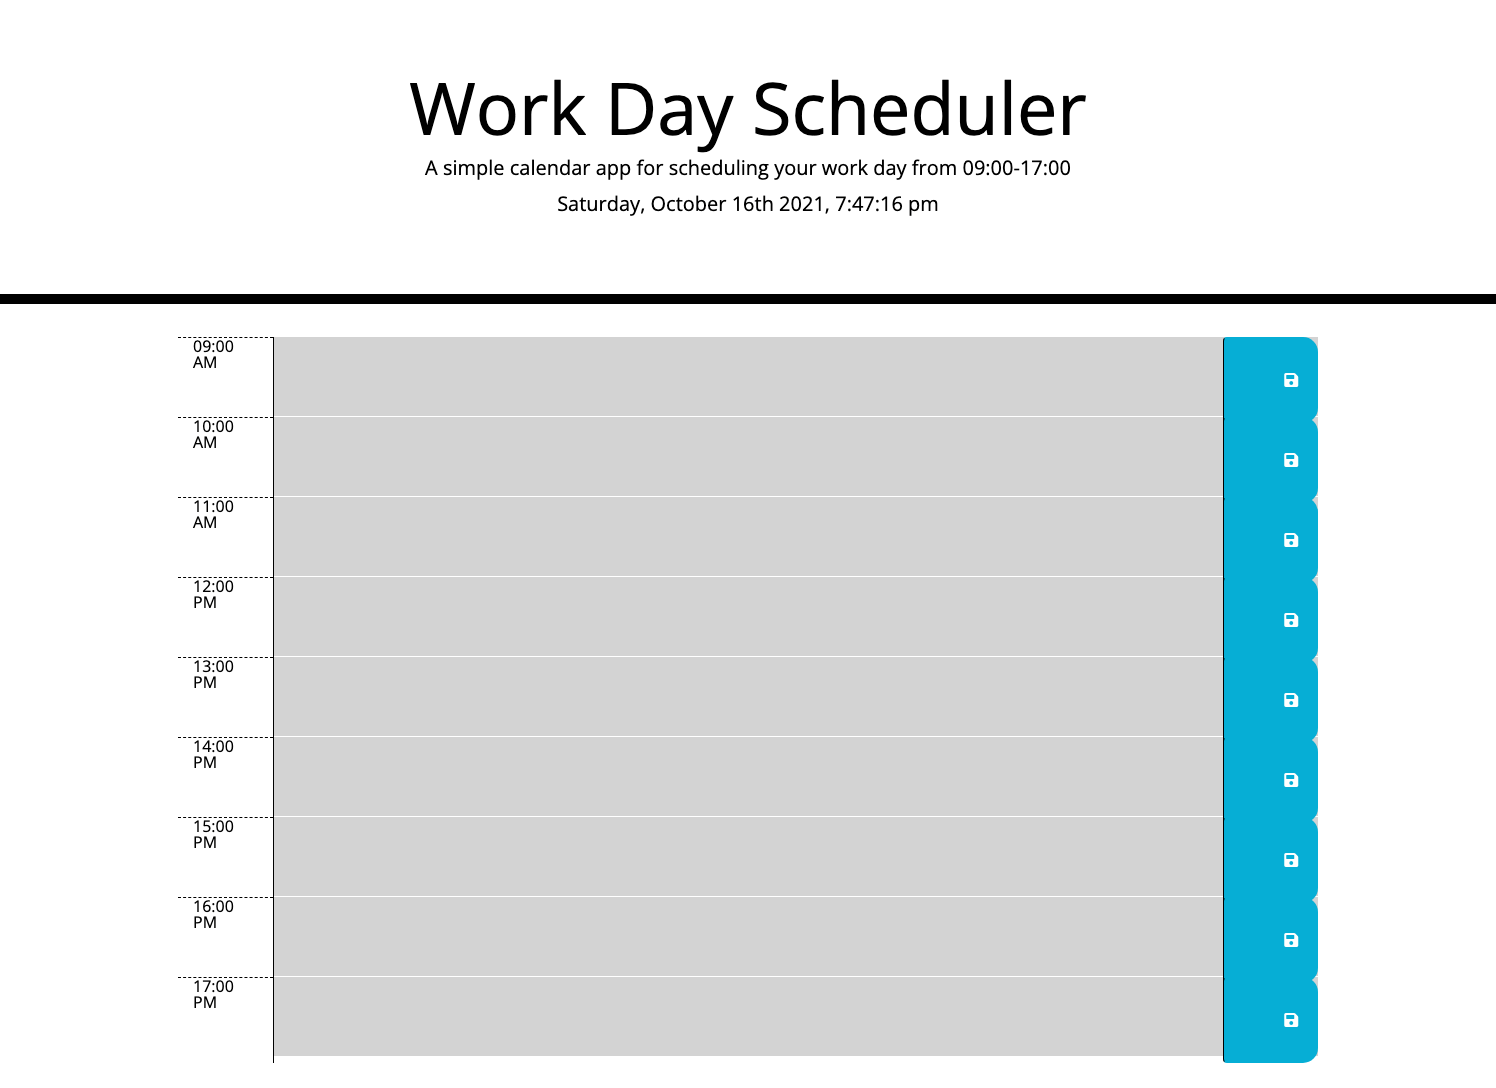 Work Day Scheduler
A simple calendar app for scheduling your work day from 09:00-17:00
Saturday, October 16th 2021, 7:47:16 pm
09:00
AM
10:00
AM
11:00
AM
12:00
PM
13:00
PM
14:00
PM
15:00
PM
16:00
PM
17:00
PM